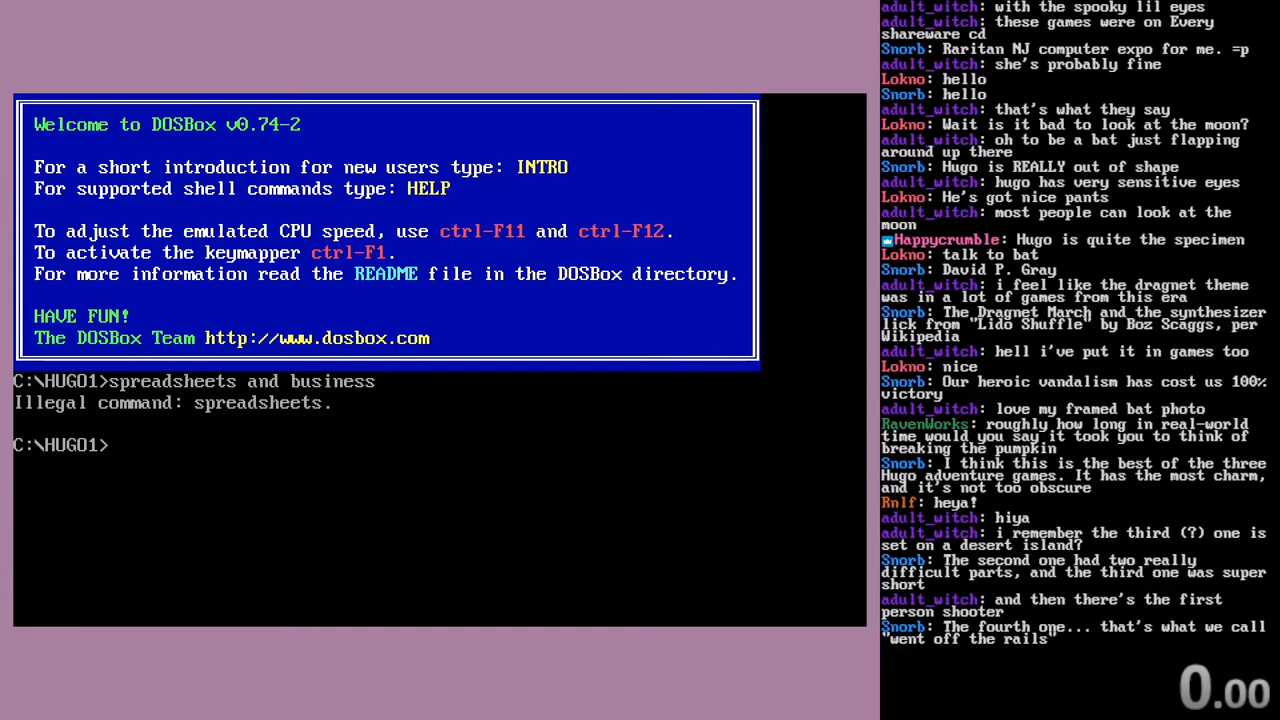 Welcome to DOSBox v0.74-2
For a short introduction for new users type: INTRO
For supported shell commands type: HELP
To adjust the emulated CPU speed, use ctrl-F11 and ctrl-F12.
To activate the keymapper ctrl-F1.
For more information read the README file in the DOSBox directory.
HAVE FUN!
The DOSBox Team http://www.dosbox.com
C:\HUGO1>spreadsheets and business
Illegal command: spreadsheets.
C:\HUGO1>
adult_witch: with the spooky lil eyes
adult_witch: these games were on Every
shareware cd
Snorb: Raritan NJ computer expo for me. =p
adult_witch: she's probably fine
Lokno: hello
Snorb: hello
adult_witch: that's what they say
Lokno: Wait is it bad to look at the moon?
adult_witch: oh to be a bat just flapping
around up there
Snorb: Hugo is REALLY out of shape
adult_witch: hugo has very sensitive eyes
Lokno: He's got nice pants
adult_witch: most people can look at the
moon
Happycrumble: Hugo is quite the specimen
Lokno: talk to bat
Snorb: David P. Gray
adult_witch: i feel like the dragnet theme
was in a lot of games from this era
Snorb: The Dragnet March and the synthesizer
lick from "Lido Shuffle" by Boz Scaggs, per
Wikipedia
adult_witch: hell i've put it in games too
Lokno: nice
Snorb: Our heroic vandalism has cost us 100%
victory
adult_witch: love my framed bat photo
RavenWorks: roughly how long in real-world
time would you say it took you to think of
breaking the pumpkin
Snorb: I think this is the best of the three
Hugo adventure games. It has the most charm,
and it's not too obscure
Rnlf: heya!
adult_witch: hiya
adult_witch: i remember the third (?) one is
set on a desert island?
Snorb: The second one had two really
difficult parts, and the third one was super
short
adult_witch: and then there's the first
person shooter
Snorb: The fourth one... that's what we call
"went off the rails"
0.00